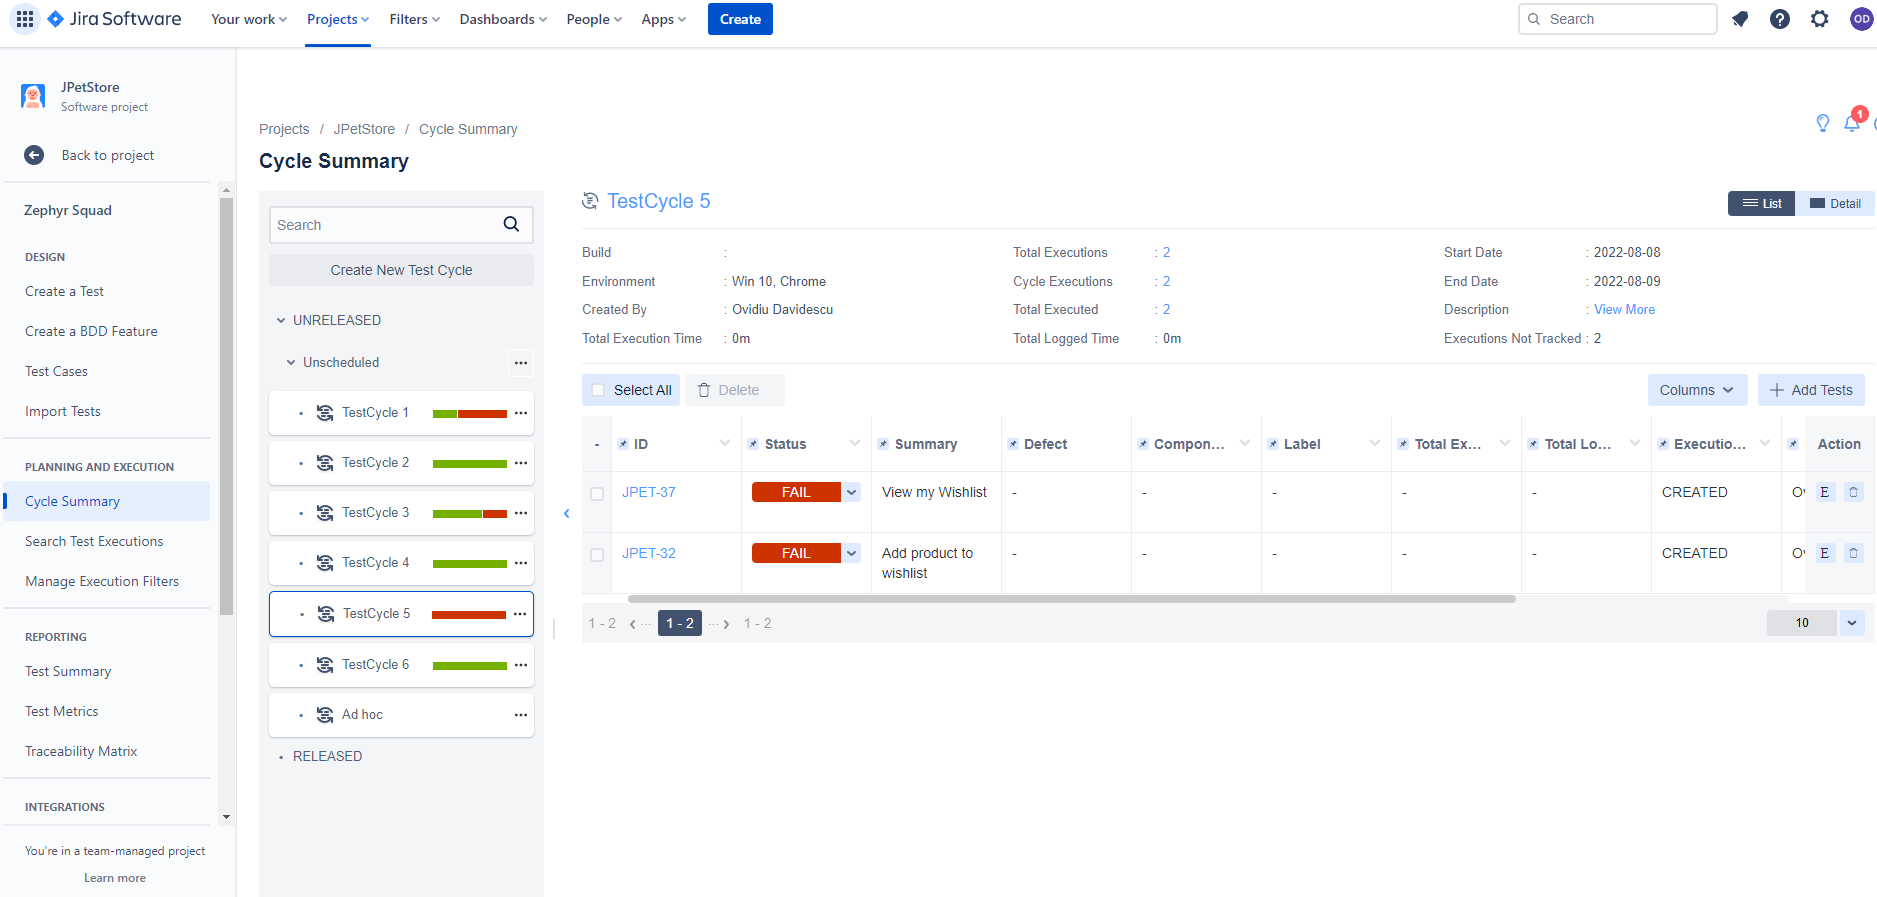 Jira Software Your work Projects Filters Dashboards People Apps Create Search OD
JPetStore
Software project
Back to project
Zephyr Squad
DESIGN
Create a Test
Create a BDD Feature
Test Cases
Import Tests
PLANNING AND EXECUTION
Cycle Summary
Search Test Executions
Manage Execution Filters
REPORTING
Test Summary
Test Metrics
Traceability Matrix
INTEGRATIONS
You're in a team-managed project
Learn more
Projects / JPetStore / Cycle Summary
1
Cycle Summary
Search
Create New Test Cycle
UNRELEASED
Unscheduled
TestCycle 1
TestCycle 2
TestCycle 3
TestCycle 4
TestCycle 5
TestCycle 6
Ad hoc
RELEASED
TestCycle 5 List Detail
Build : Total Executions : 2 Start Date : 2022-08-08
Environment : Win 10, Chrome Cycle Executions : 2 End Date : 2022-08-09
Created By : Ovidiu Davidescu Total Executed : 2 Description : View More
Total Execution Time : 0m Total Logged Time : 0m Executions Not Tracked : 2
Select All Delete Columns Add Tests
- ID Status Summary Defect Compon... Label Total Ex... Total Lo... Executio... Action
JPET-37 FAIL View my Wishlist - - - - - CREATED E
JPET-32 FAIL Add product to wishlist - - - - - CREATED E
1 - 2 ... 1 - 2 ... 1 - 2 10